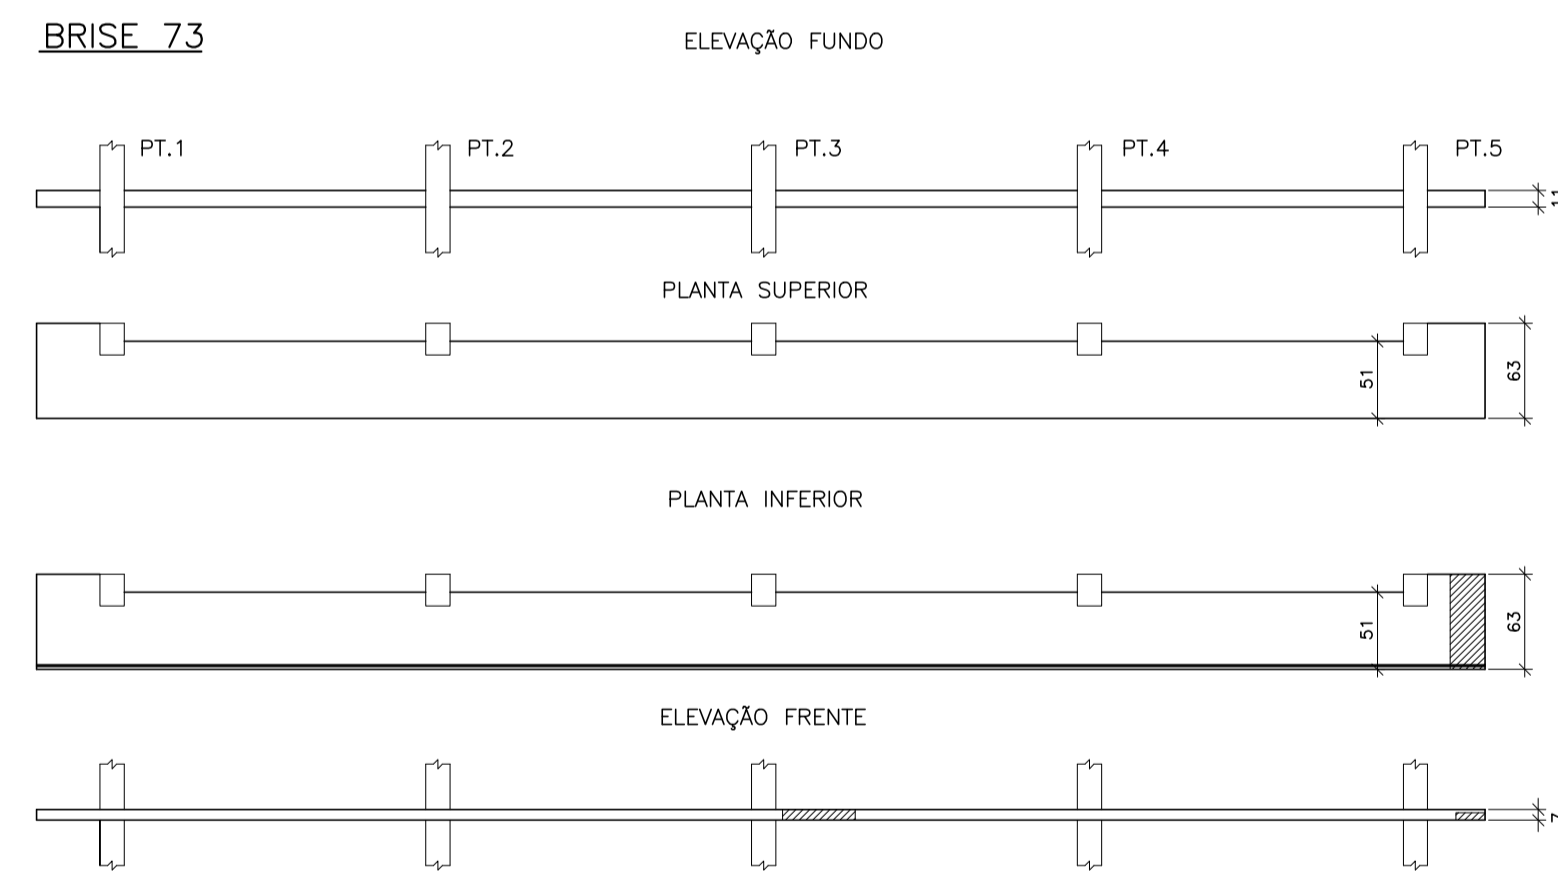 BRISE 73
ELEVAÇÃO FUNDO
PT.1 PT.2 PT.3 PT.4 PT.5
11
PLANTA SUPERIOR
51 63
PLANTA INFERIOR
51 63
ELEVAÇÃO FRENTE
7